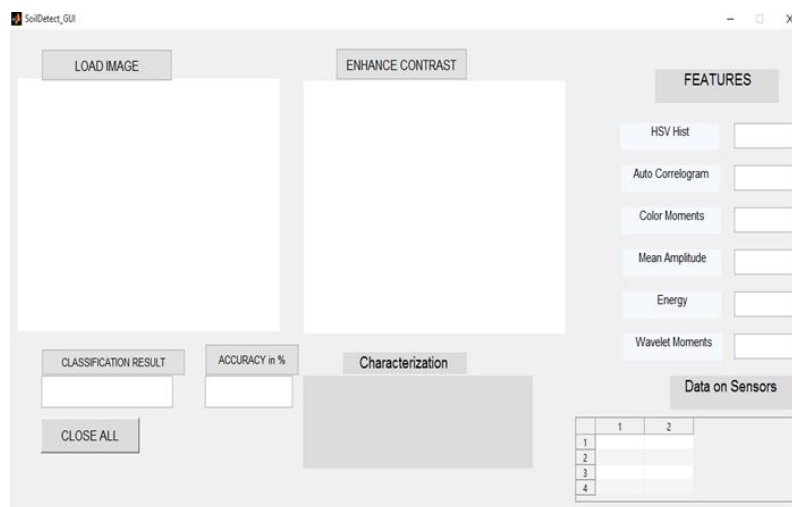 SoilDetect_GUI
LOAD IMAGE
ENHANCE CONTRAST
FEATURES
HSV Hist
Auto Correlogram
Color Moments
Mean Amplitude
Energy
Wavelet Moments
CLASSIFICATION RESULT
ACCURACY in %
Characterization
Data on Sensors
CLOSE ALL
1 2
1
2
3
4